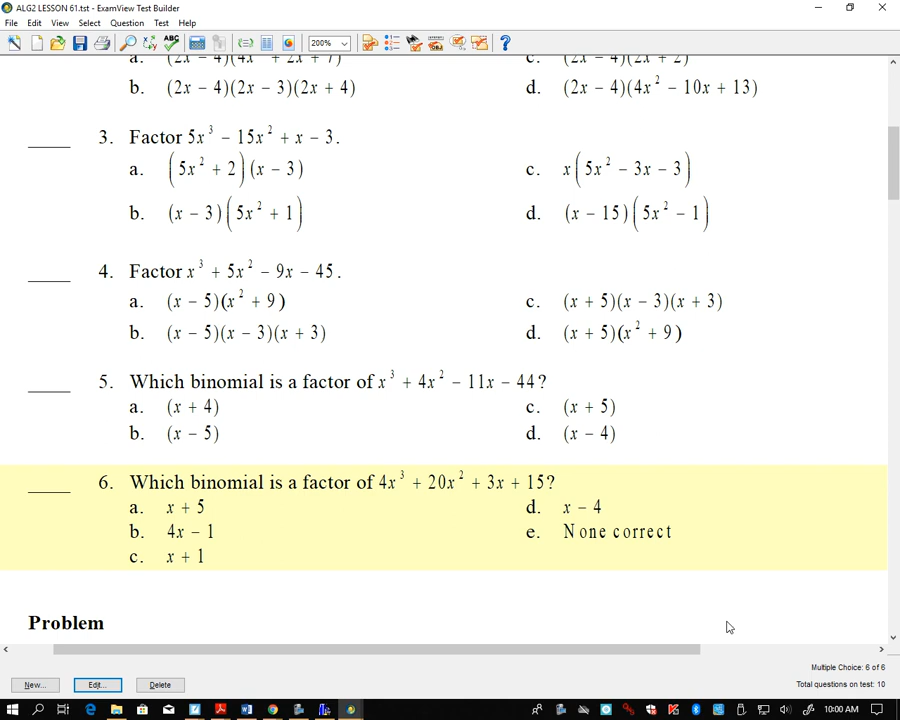 ALG2 LESSON 61.tst - ExamView Test Builder
File Edit View Select Question Test Help
200%
b. (2x − 4)(2x − 3)(2x + 4)
d. (2x − 4)(4x² − 10x + 13)
3. Factor 5x³ − 15x² + x − 3.
a. (5x² + 2)(x − 3)
c. x(5x² − 3x − 3)
b. (x − 3)(5x² + 1)
d. (x − 15)(5x² − 1)
4. Factor x³ + 5x² − 9x − 45.
a. (x − 5)(x² + 9)
c. (x + 5)(x − 3)(x + 3)
b. (x − 5)(x − 3)(x + 3)
d. (x + 5)(x² + 9)
5. Which binomial is a factor of x³ + 4x² − 11x − 44?
a. (x + 4)
c. (x + 5)
b. (x − 5)
d. (x − 4)
6. Which binomial is a factor of 4x³ + 20x² + 3x + 15?
a. x + 5
d. x − 4
b. 4x − 1
e. None correct
c. x + 1
Problem
Multiple Choice: 6 of 6
New... Edit... Delete
Total questions on test: 10
10:00 AM